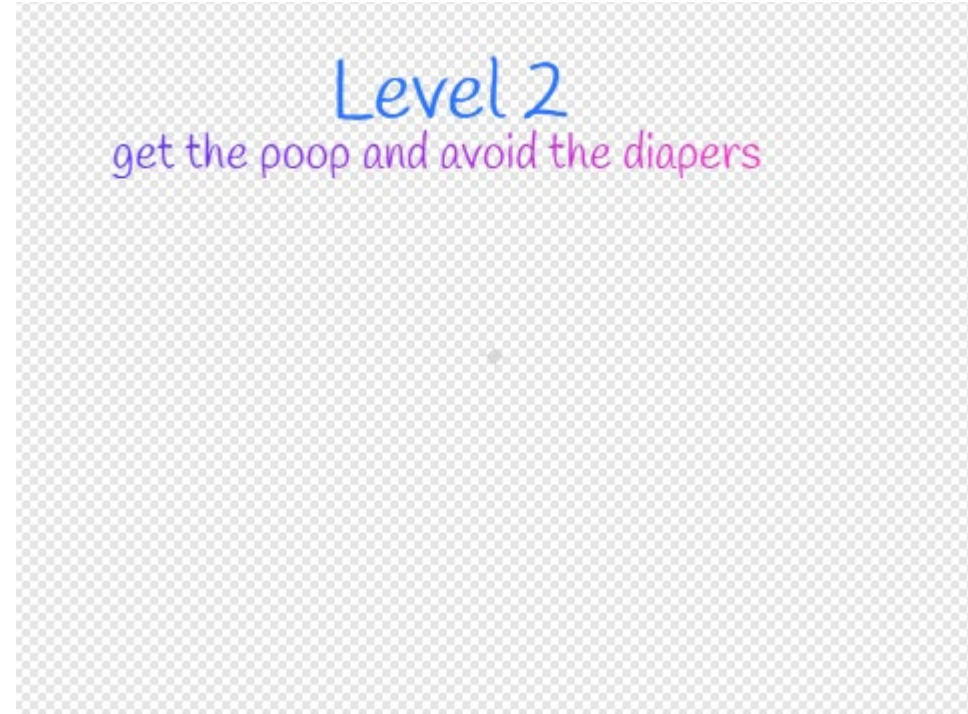 Level 2
get the poop and avoid the diapers